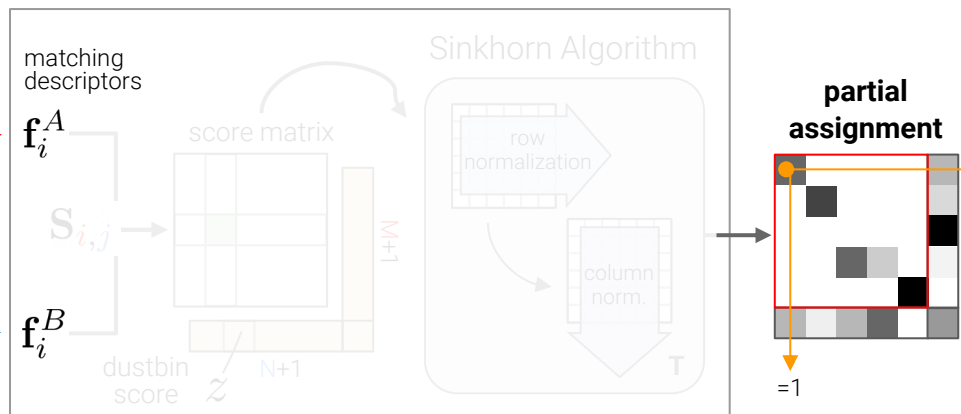 matching
descriptors
f_i^A
S_{i,j}
f_i^B
score matrix
M+1
dustbin
score
z
N+1
Sinkhorn Algorithm
row
normalization
column
norm.
T
partial
assignment
=1